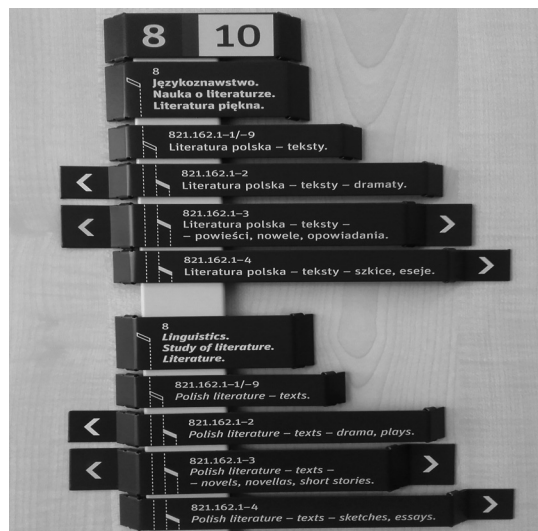 8 10
8
Językoznawstwo.
Nauka o literaturze.
Literatura piękna.
821.162.1–1/–9
Literatura polska – teksty.
821.162.1–2
Literatura polska – teksty – dramaty.
821.162.1–3
Literatura polska – teksty –
– powieści, nowele, opowiadania.
821.162.1–4
Literatura polska – teksty – szkice, eseje.
8
Linguistics.
Study of literature.
Literature.
821.162.1–1/–9
Polish literature – texts.
821.162.1–2
Polish literature – texts – drama, plays.
821.162.1–3
Polish literature – texts –
– novels, novellas, short stories.
821.162.1–4
Polish literature – texts – sketches, essays.